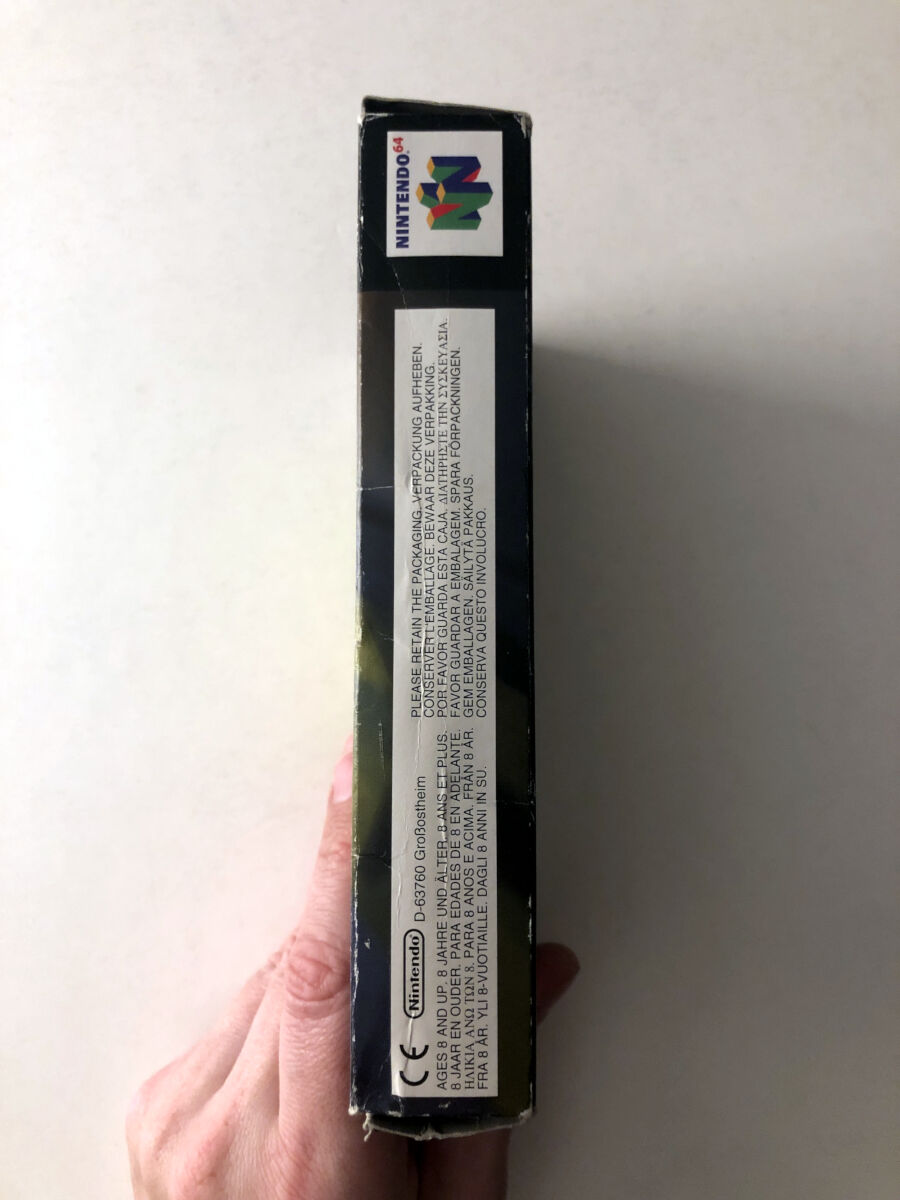 NINTENDO64
CE Nintendo D-63760 Großostheim
AGES 8 AND UP. 8 JAHRE UND ÄLTER. 8 ANS ET PLUS.
8 JAAR EN OUDER. PARA EDADES DE 8 EN ADELANTE.
ΗΛΙΚΙΑ ΑΝΩ ΤΩΝ 8. PARA 8 ANOS E ACIMA. FRÅN 8 ÅR.
FRA 8 ÅR. YLI 8-VUOTIAILLE. DAGLI 8 ANNI IN SU.
PLEASE RETAIN THE PACKAGING. VERPACKUNG AUFHEBEN.
CONSERVER L'EMBALLAGE. BEWAAR DEZE VERPAKKING.
POR FAVOR GUARDA ESTA CAJA. ΔΙΑΤΗΡΗΣΤΕ ΤΗΝ ΣΥΣΚΕΥΑΣΙΑ.
FAVOR GUARDAR A EMBALAGEM. SPARA FÖRPACKNINGEN.
GEM EMBALLAGEN. SÄILYTÄ PAKKAUS.
CONSERVA QUESTO INVOLUCRO.